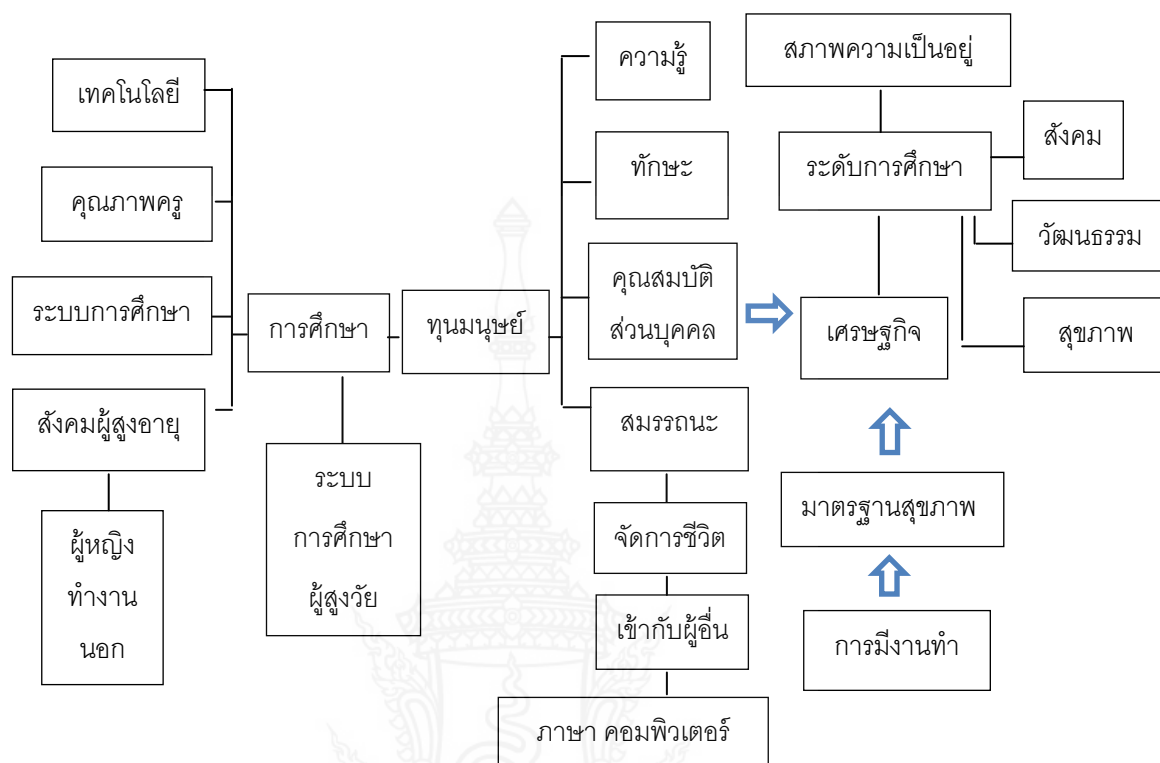 เทคโนโลยี
คุณภาพครู
ระบบการศึกษา
สังคมผู้สูงอายุ
ผู้หญิง
ทำงาน
นอก
การศึกษา
ระบบ
การศึกษา
ผู้สูงวัย
ทุนมนุษย์
ความรู้
ทักษะ
คุณสมบัติ
ส่วนบุคคล
สมรรถนะ
จัดการชีวิต
เข้ากับผู้อื่น
ภาษา คอมพิวเตอร์
สภาพความเป็นอยู่
ระดับการศึกษา
สังคม
วัฒนธรรม
สุขภาพ
เศรษฐกิจ
มาตรฐานสุขภาพ
การมีงานทำ